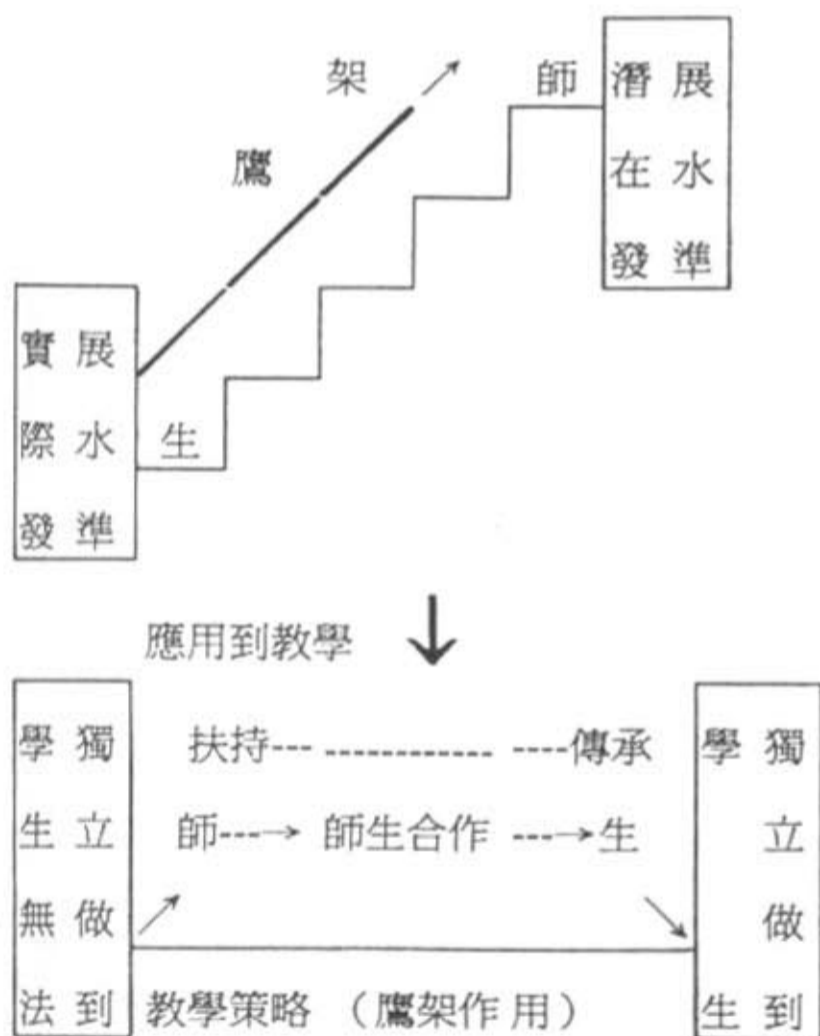 架
師
鷹
潛在發
展水準
實際發
展水準
生
應用到教學
學生無法
獨立做到
扶持--- ------------- ----傳承
師---→ 師生合作 ---→生
學生
獨立做到
教學策略 （鷹架作用）